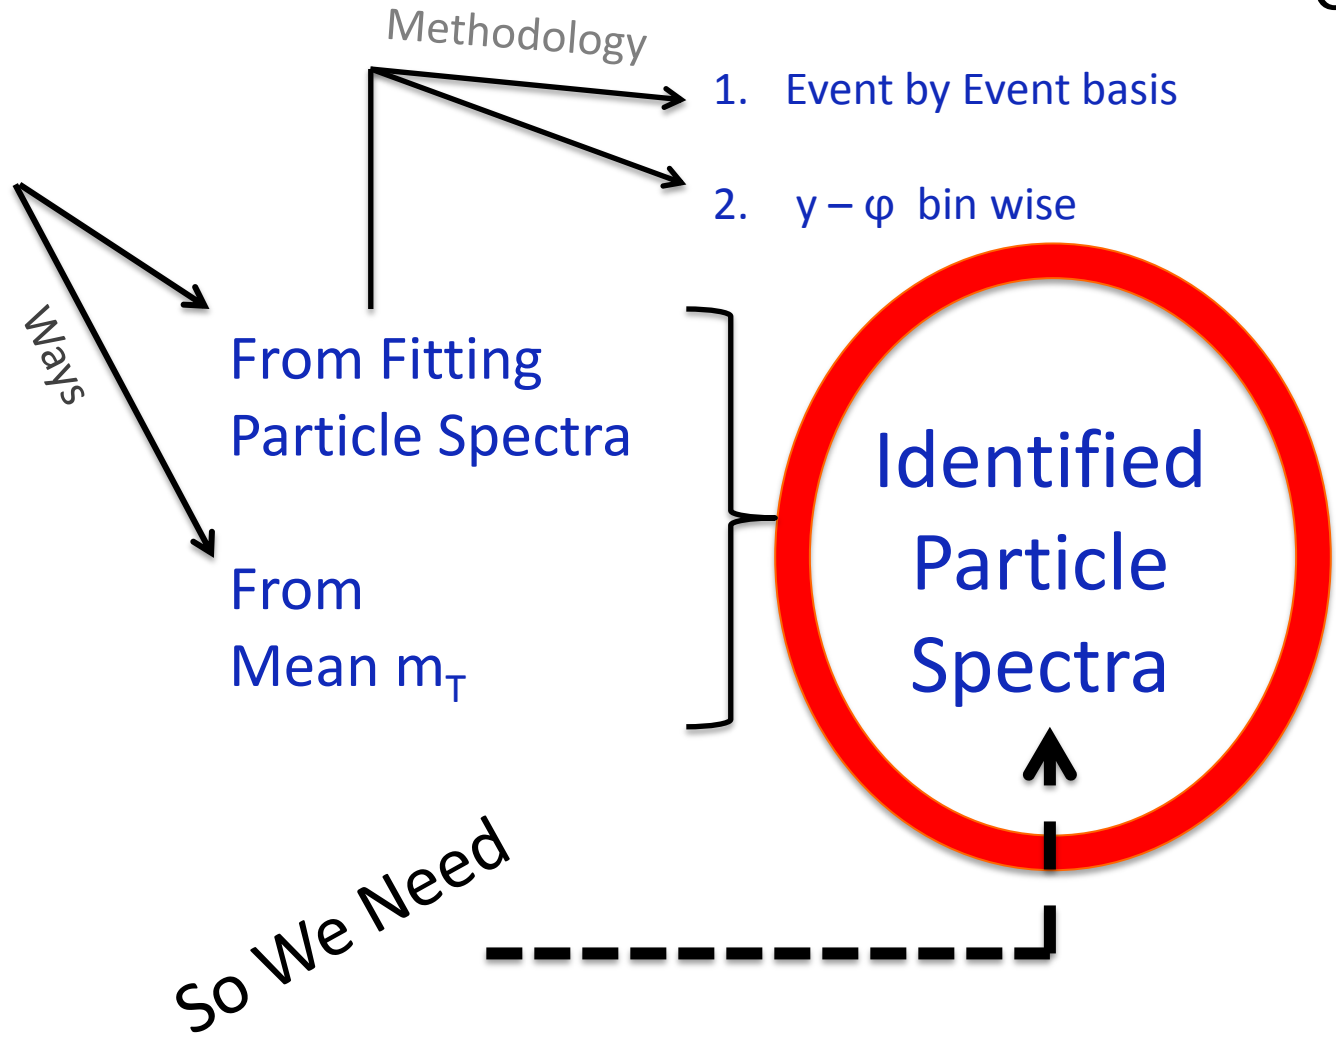 Methodology
1. Event by Event basis
2. y – φ bin wise
Ways
From Fitting
Particle Spectra
From
Mean mT
Identified
Particle
Spectra
So We Need